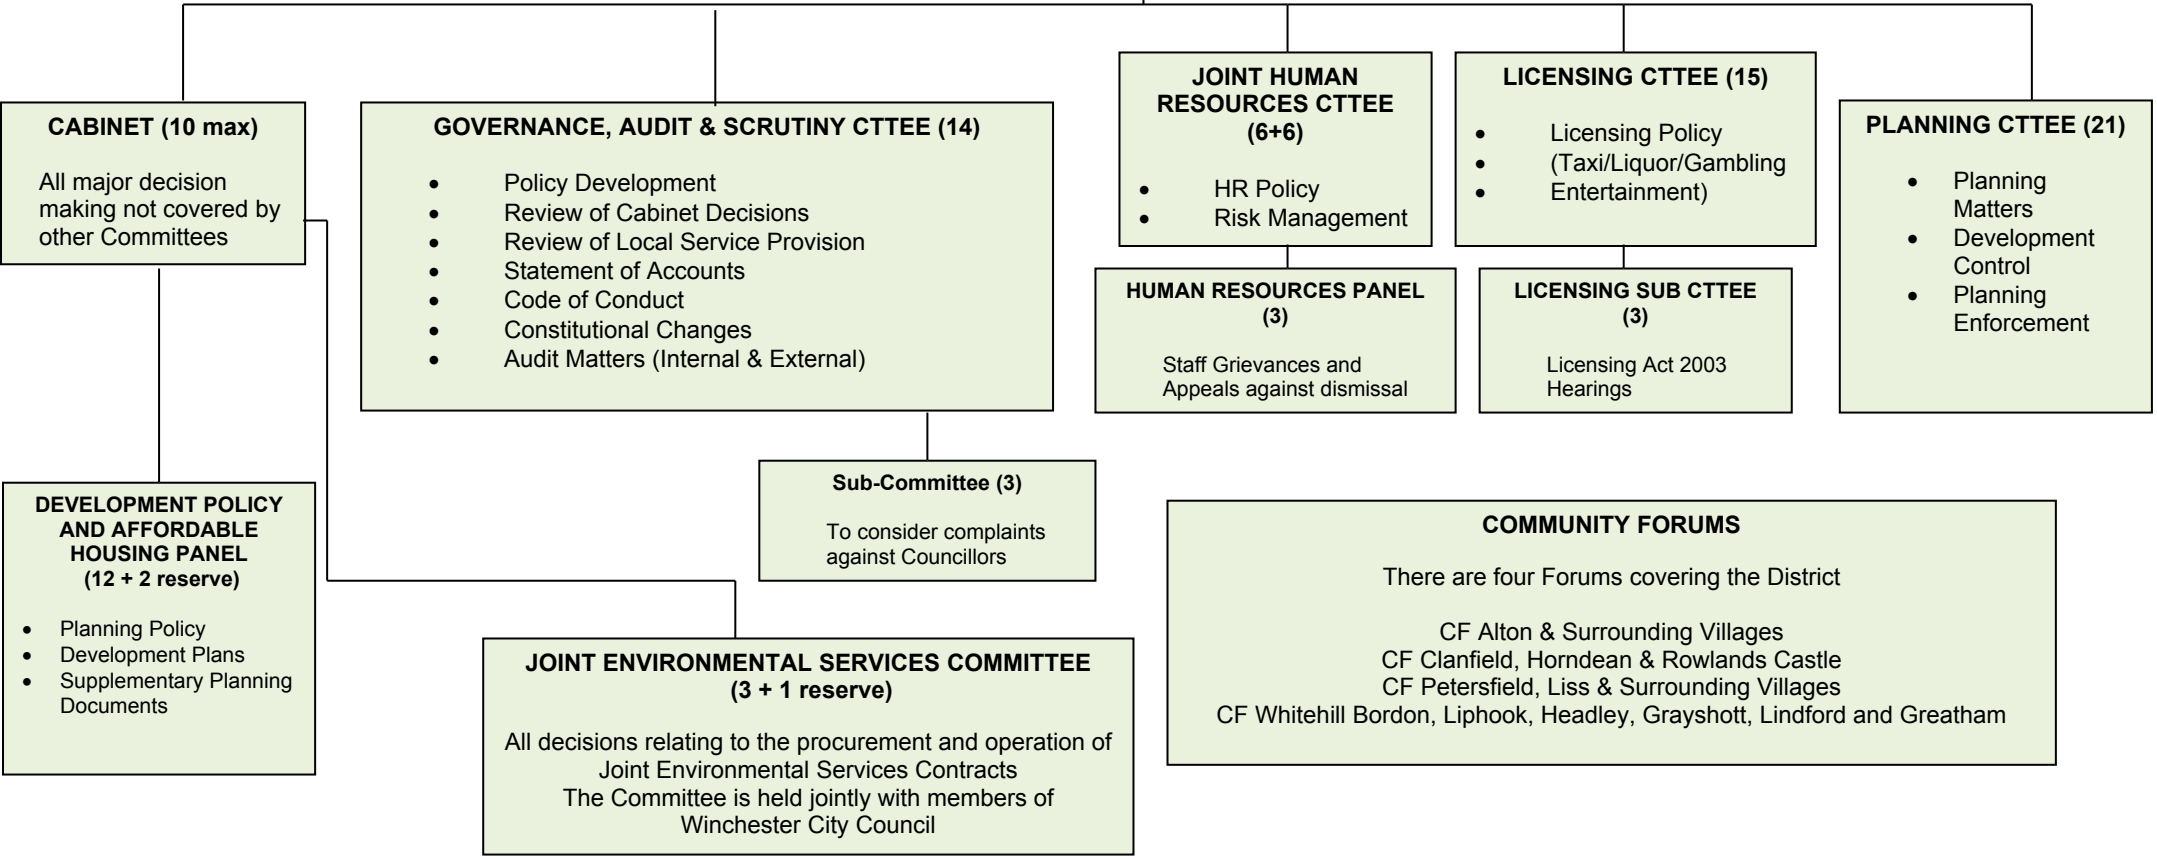 CABINET (10 max)
All major decision
making not covered by
other Committees
GOVERNANCE, AUDIT & SCRUTINY CTTEE (14)
• Policy Development
• Review of Cabinet Decisions
• Review of Local Service Provision
• Statement of Accounts
• Code of Conduct
• Constitutional Changes
• Audit Matters (Internal & External)
JOINT HUMAN
RESOURCES CTTEE
(6+6)
• HR Policy
• Risk Management
LICENSING CTTEE (15)
• Licensing Policy
• (Taxi/Liquor/Gambling
• Entertainment)
PLANNING CTTEE (21)
• Planning
Matters
• Development
Control
• Planning
Enforcement
HUMAN RESOURCES PANEL
(3)
Staff Grievances and
Appeals against dismissal
LICENSING SUB CTTEE
(3)
Licensing Act 2003
Hearings
Sub-Committee (3)
To consider complaints
against Councillors
DEVELOPMENT POLICY
AND AFFORDABLE
HOUSING PANEL
(12 + 2 reserve)
• Planning Policy
• Development Plans
• Supplementary Planning
Documents
JOINT ENVIRONMENTAL SERVICES COMMITTEE
(3 + 1 reserve)
All decisions relating to the procurement and operation of
Joint Environmental Services Contracts
The Committee is held jointly with members of
Winchester City Council
COMMUNITY FORUMS
There are four Forums covering the District
CF Alton & Surrounding Villages
CF Clanfield, Horndean & Rowlands Castle
CF Petersfield, Liss & Surrounding Villages
CF Whitehill Bordon, Liphook, Headley, Grayshott, Lindford and Greatham